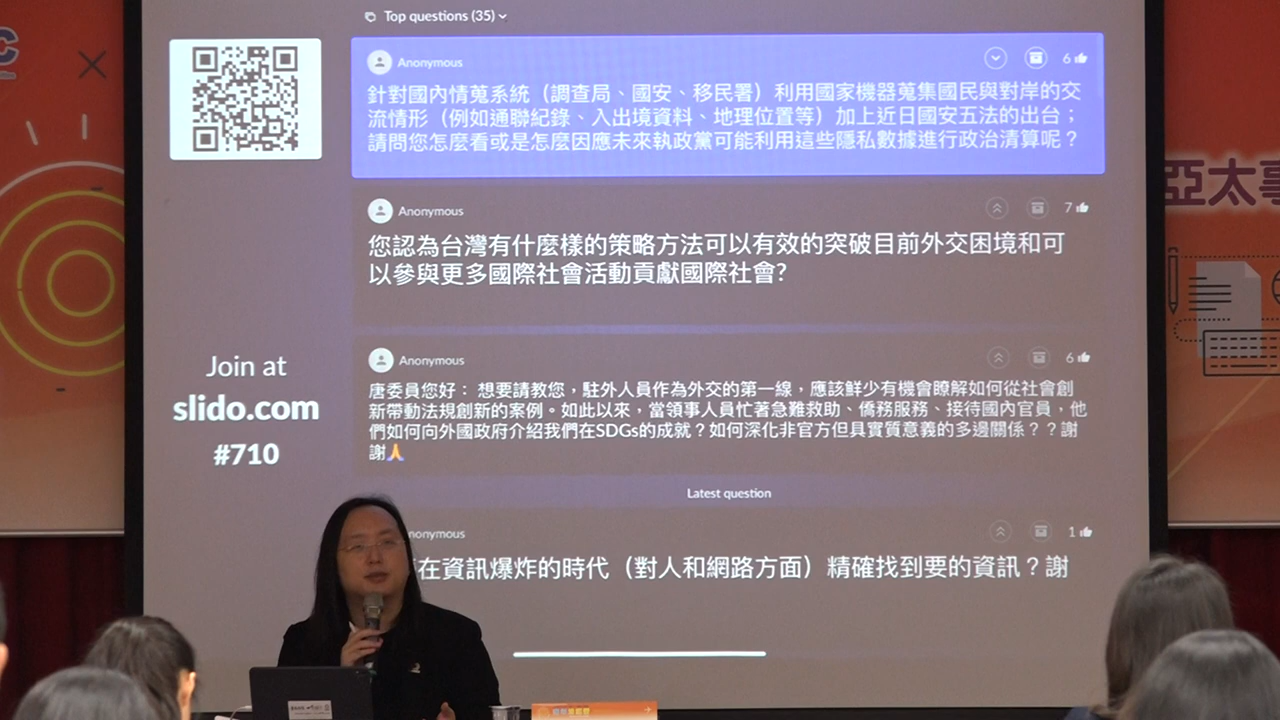 Top questions (35)
Anonymous
6
針對國內情蒐系統（調查局、國安、移民署）利用國家機器蒐集國民與對岸的交
流情形（例如通聯紀錄、入出境資料、地理位置等）加上近日國安五法的出台；
請問您怎麼看或是怎麼因應未來執政黨可能利用這些隱私數據進行政治清算呢？
Anonymous
7
您認為台灣有什麼樣的策略方法可以有效的突破目前外交困境和可
以參與更多國際社會活動貢獻國際社會?
Anonymous
6
唐委員您好： 想要請教您，駐外人員作為外交的第一線，應該鮮少有機會瞭解如何從社會創
新帶動法規創新的案例。如此以來，當領事人員忙著急難救助、僑務服務、接待國內官員，他
們如何向外國政府介紹我們在SDGs的成就？如何深化非官方但具實質意義的多邊關係？？謝
謝🙏
Latest question
nonymous
1
在資訊爆炸的時代（對人和網路方面）精確找到要的資訊？謝
Join at
slido.com
#710
C
亞太事